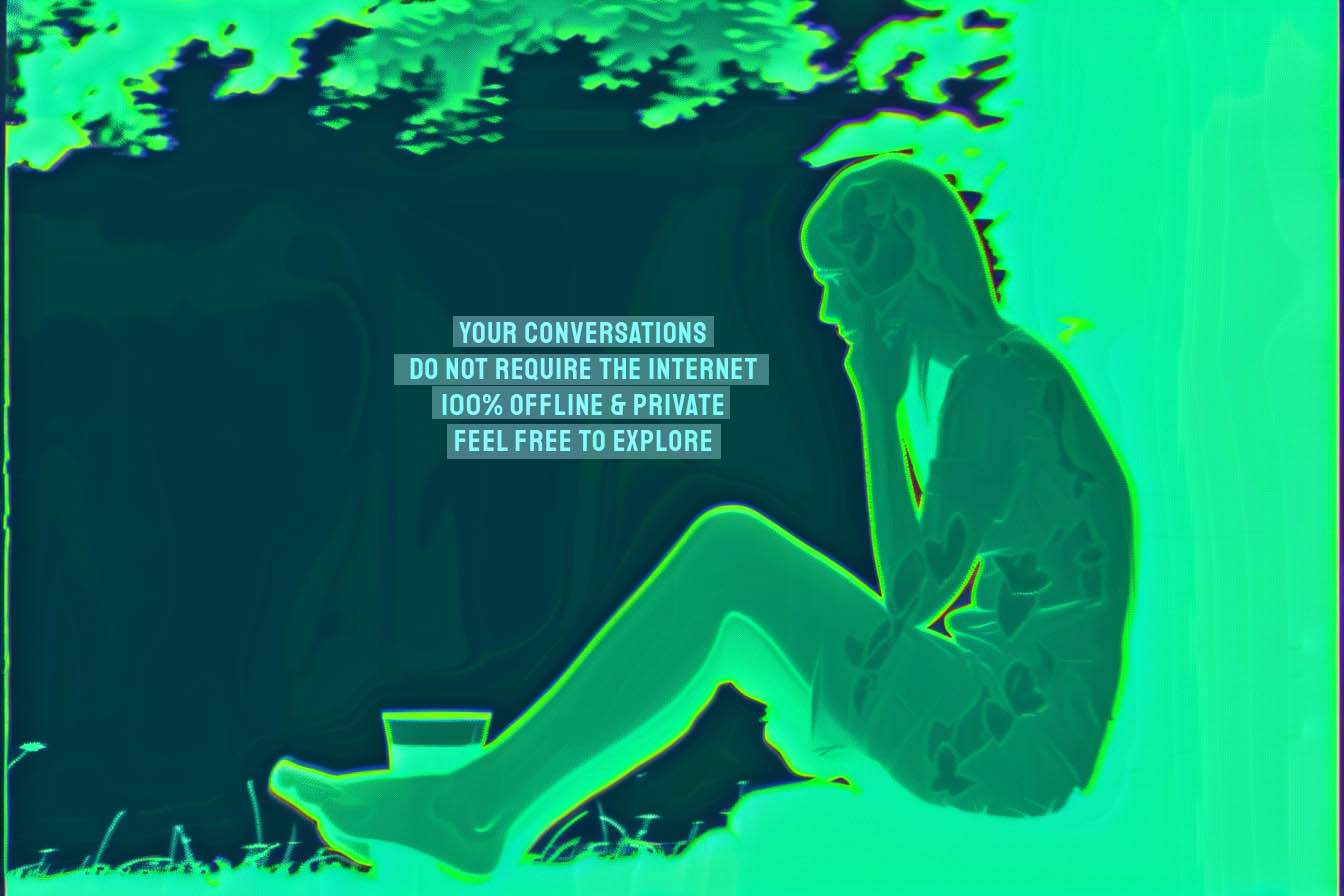 YOUR CONVERSATIONS
DO NOT REQUIRE THE INTERNET
100% OFFLINE & PRIVATE
FEEL FREE TO EXPLORE